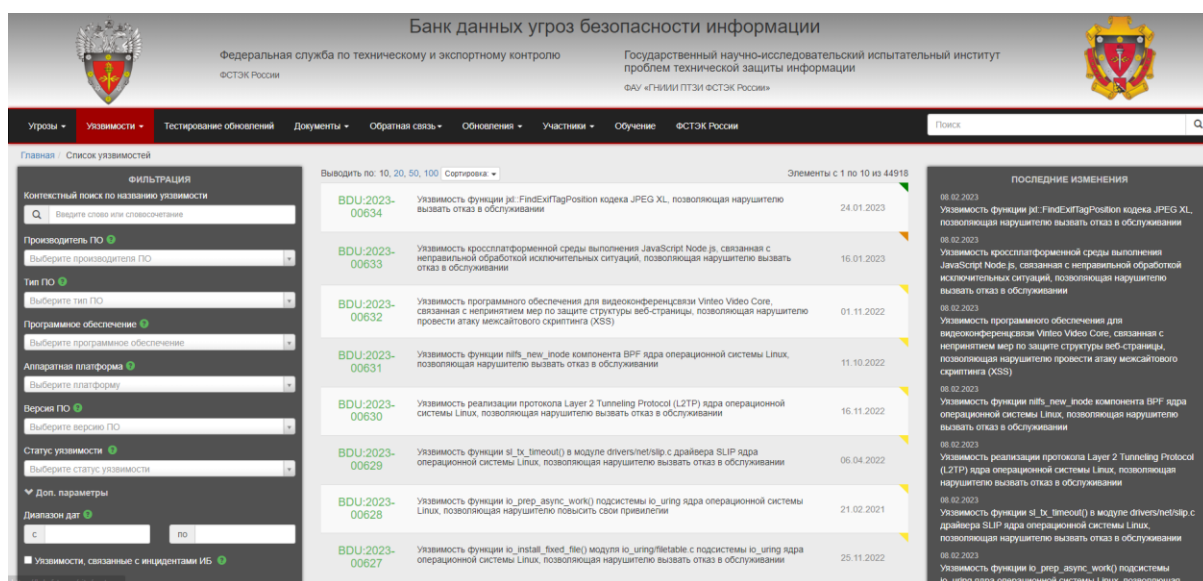 Банк данных угроз безопасности информации
Федеральная служба по техническому и экспортному контролю
ФСТЭК России
Государственный научно-исследовательский испытательный институт
проблем технической защиты информации
ФАУ «ГНИИИ ПТЗИ ФСТЭК России»
Угрозы
Уязвимости
Тестирование обновлений
Документы
Обратная связь
Обновления
Участники
Обучение
ФСТЭК России
Поиск
Главная / Список уязвимостей
ФИЛЬТРАЦИЯ
Контекстный поиск по названию уязвимости
Введите слово или словосочетание
Производитель ПО
Выберите производителя ПО
Тип ПО
Выберите тип ПО
Программное обеспечение
Выберите программное обеспечение
Аппаратная платформа
Выберите платформу
Версия ПО
Выберите версию ПО
Статус уязвимости
Выберите статус уязвимости
Доп. параметры
Диапазон дат
с
по
Уязвимости, связанные с инцидентами ИБ
Выводить по: 10, 20, 50, 100 Сортировка:
Элементы с 1 по 10 из 44918
BDU:2023-
00634
Уязвимость функции jxl::FindExifTagPosition кодека JPEG XL, позволяющая нарушителю
вызвать отказ в обслуживании
24.01.2023
BDU:2023-
00633
Уязвимость кроссплатформенной среды выполнения JavaScript Node.js, связанная с
неправильной обработкой исключительных ситуаций, позволяющая нарушителю вызвать
отказ в обслуживании
16.01.2023
BDU:2023-
00632
Уязвимость программного обеспечения для видеоконференцсвязи Vinteo Video Core,
связанная с непринятием мер по защите структуры веб-страницы, позволяющая нарушителю
провести атаку межсайтового скриптинга (XSS)
01.11.2022
BDU:2023-
00631
Уязвимость функции nilfs_new_inode компонента BPF ядра операционной системы Linux,
позволяющая нарушителю вызвать отказ в обслуживании
11.10.2022
BDU:2023-
00630
Уязвимость реализации протокола Layer 2 Tunneling Protocol (L2TP) ядра операционной
системы Linux, позволяющая нарушителю вызвать отказ в обслуживании
16.11.2022
BDU:2023-
00629
Уязвимость функции sl_tx_timeout() в модуле drivers/net/slip.c драйвера SLIP ядра
операционной системы Linux, позволяющая нарушителю вызвать отказ в обслуживании
06.04.2022
BDU:2023-
00628
Уязвимость функции io_prep_async_work() подсистемы io_uring ядра операционной системы
Linux, позволяющая нарушителю повысить свои привилегии
21.02.2021
BDU:2023-
00627
Уязвимость функции io_install_fixed_file() модуля io_uring/filetable.c подсистемы io_uring ядра
операционной системы Linux, позволяющая нарушителю вызвать отказ в обслуживании
25.11.2022
ПОСЛЕДНИЕ ИЗМЕНЕНИЯ
08.02.2023
Уязвимость функции jxl::FindExifTagPosition кодека JPEG XL,
позволяющая нарушителю вызвать отказ в обслуживании
08.02.2023
Уязвимость кроссплатформенной среды выполнения
JavaScript Node.js, связанная с неправильной обработкой
исключительных ситуаций, позволяющая нарушителю
вызвать отказ в обслуживании
08.02.2023
Уязвимость программного обеспечения для
видеоконференцсвязи Vinteo Video Core, связанная с
непринятием мер по защите структуры веб-страницы,
позволяющая нарушителю провести атаку межсайтового
скриптинга (XSS)
08.02.2023
Уязвимость функции nilfs_new_inode компонента BPF ядра
операционной системы Linux, позволяющая нарушителю
вызвать отказ в обслуживании
08.02.2023
Уязвимость реализации протокола Layer 2 Tunneling Protocol
(L2TP) ядра операционной системы Linux, позволяющая
нарушителю вызвать отказ в обслуживании
08.02.2023
Уязвимость функции sl_tx_timeout() в модуле drivers/net/slip.c
драйвера SLIP ядра операционной системы Linux,
позволяющая нарушителю вызвать отказ в обслуживании
08.02.2023
Уязвимость функции io_prep_async_work() подсистемы
io_uring ядра операционной системы Linux, позволяющая